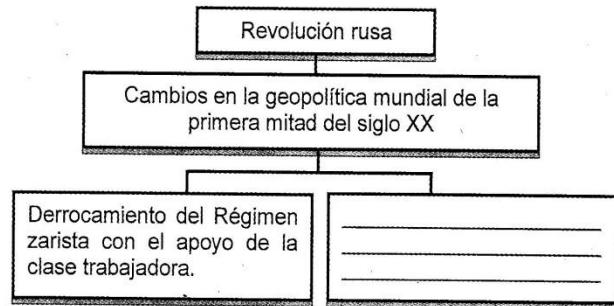 Revolución rusa
Cambios en la geopolítica mundial de la
primera mitad del siglo XX
Derrocamiento del Régimen
zarista con el apoyo de la
clase trabajadora.